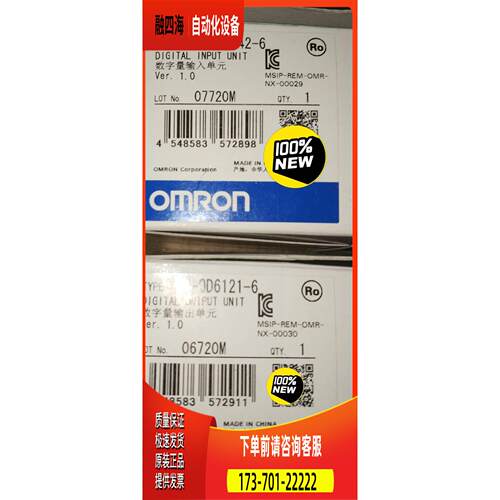 融四海 自动化设备
42-6
DIGITAL INPUT UNIT
数字量输入单元
Ver. 1.0
Ro
MSIP-REM-OMR-
NX-00029
LOT No. 07720M QTY. 1
4 548583 572898
OMRON Corporation
MADE IN
100%
NEW
OMRON
TYPE -OD6121-6
DIGITAL OUTPUT UNIT
数字量输出单元
Ver. 1.0
Ro
MSIP-REM-OMR-
NX-00030
LOT No. 06720M QTY. 1
48583 572911
100%
NEW
MADE IN CHINA
质量保证
极速发货
原装正品
提供发票
下单前请咨询客服
173-701-22222